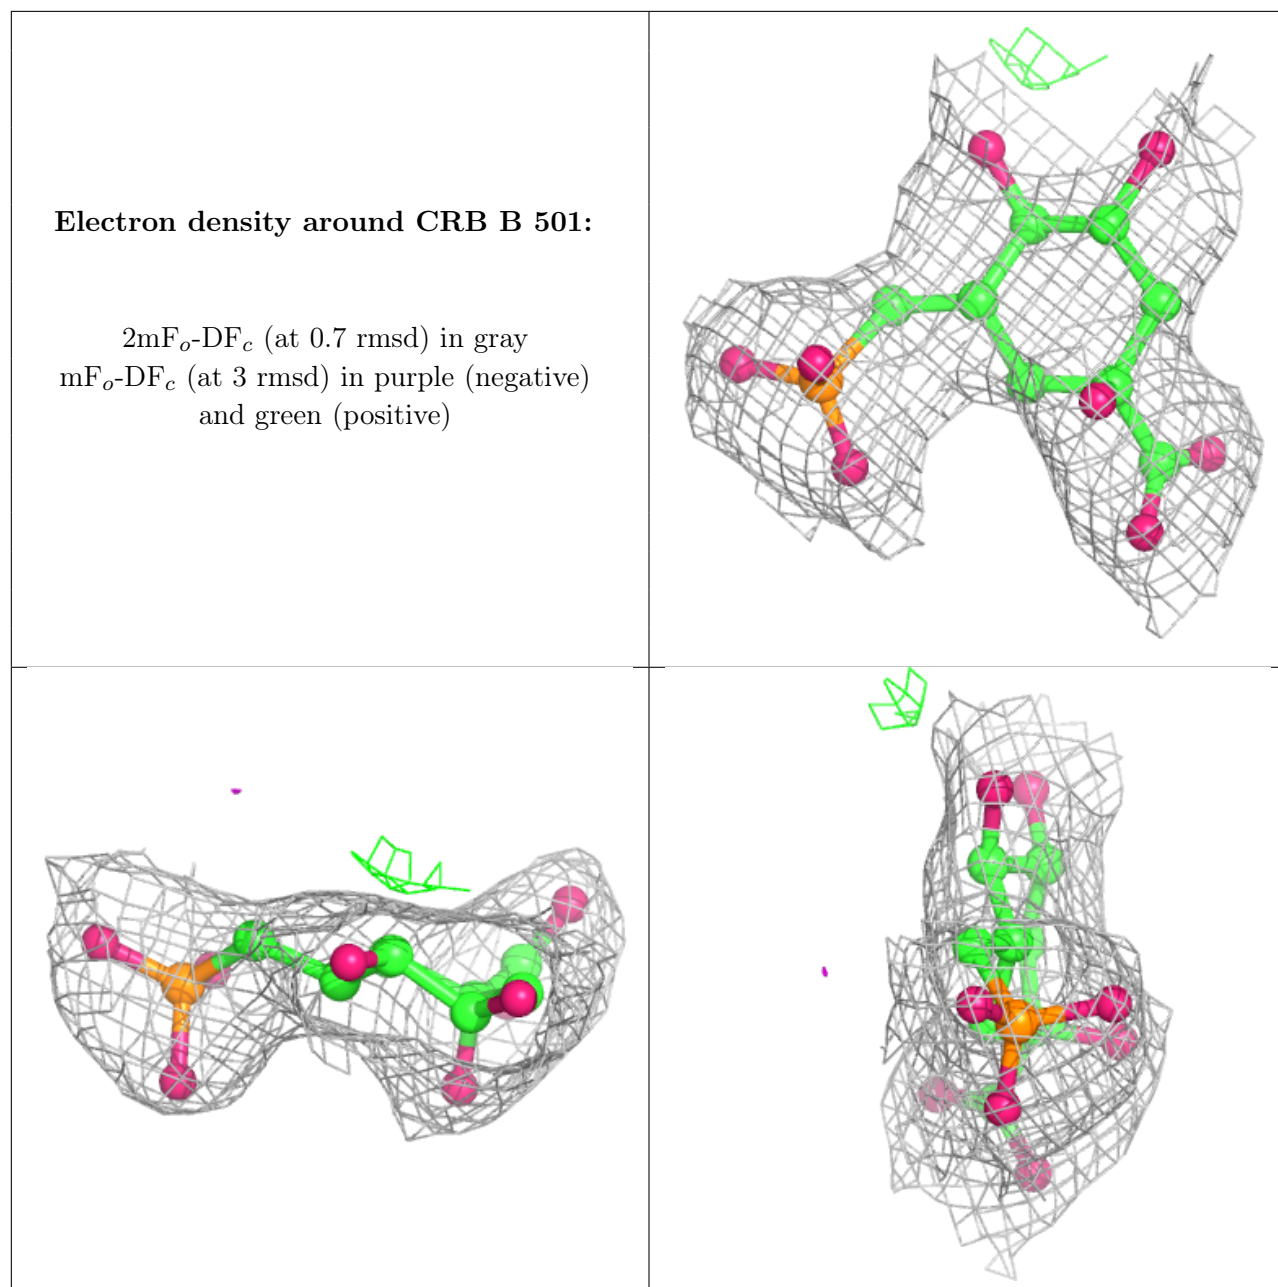 Electron density around CRB B 501:
2mFo-DFc (at 0.7 rmsd) in gray
mFo-DFc (at 3 rmsd) in purple (negative)
and green (positive)